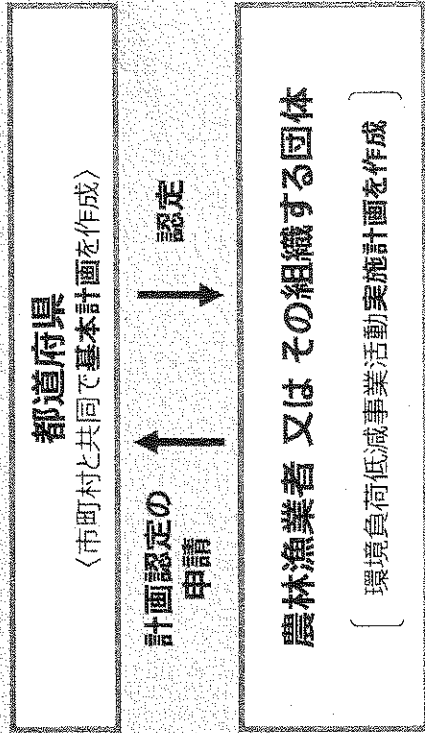 都道府県
〈市町村と共同で基本計画を作成〉
計画認定の
申請
認定
農林漁業者 又は その組織する団体
環境負荷低減事業活動実施計画を作成